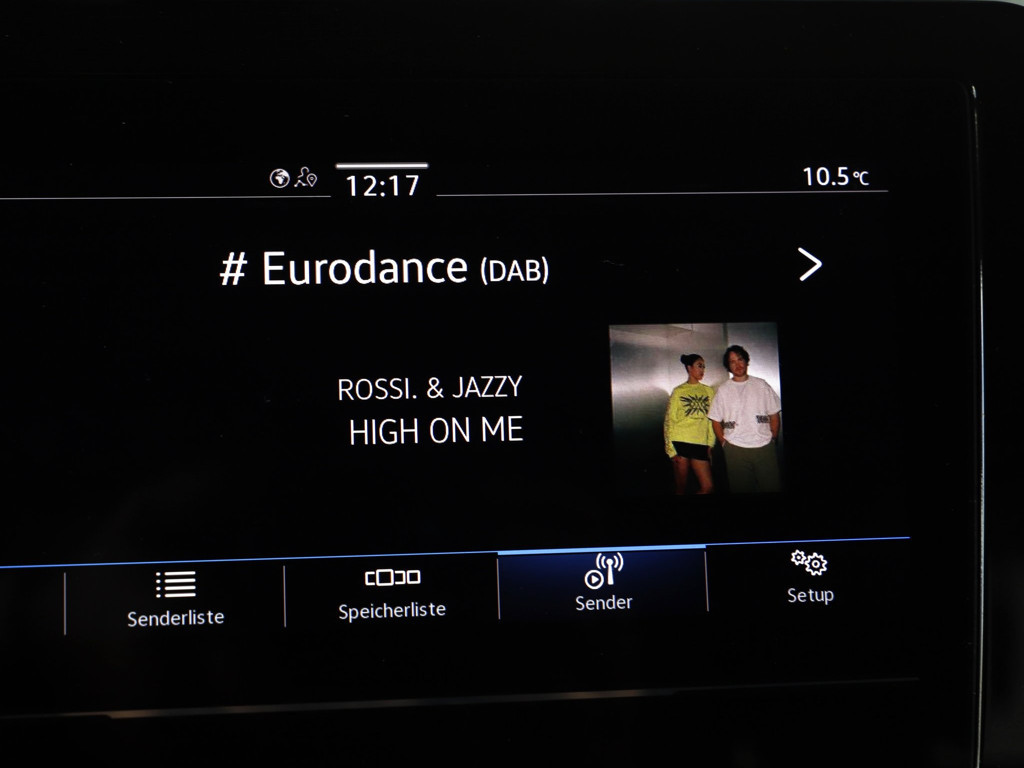 12:17
10.5°C
# Eurodance (DAB)
ROSSI. & JAZZY
HIGH ON ME
Senderliste
Speicherliste
Sender
Setup